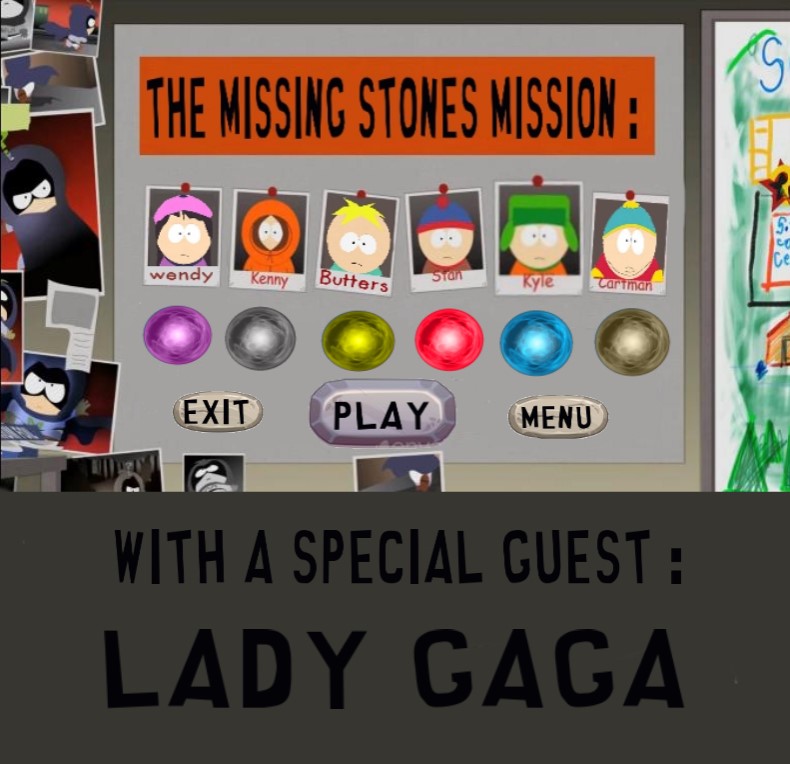 THE MISSING STONES MISSION :
wendy
Kenny
Butters
Stan
Kyle
Cartman
EXIT
PLAY
MENU
WITH A SPECIAL GUEST :
LADY GAGA